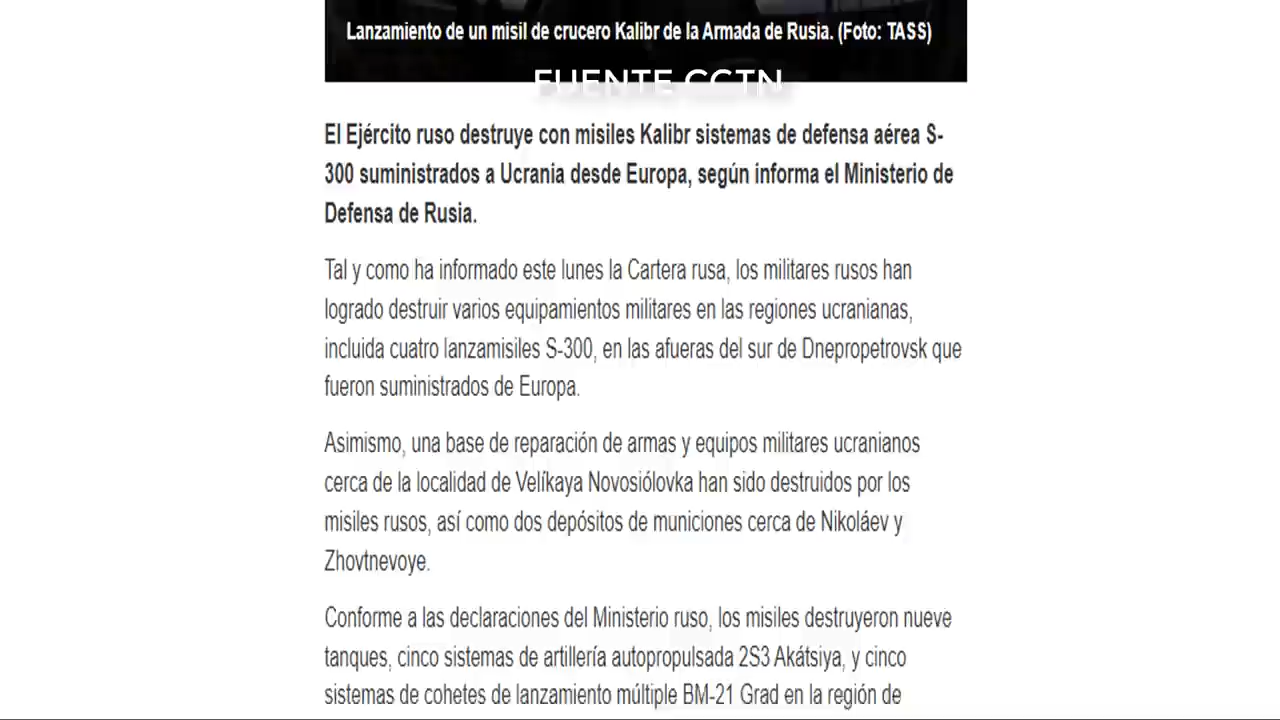 Lanzamiento de un misil de crucero Kalibr de la Armada de Rusia. (Foto: TASS)
FUENTE CGTN
El Ejército ruso destruye con misiles Kalibr sistemas de defensa aérea S-
300 suministrados a Ucrania desde Europa, según informa el Ministerio de
Defensa de Rusia.
Tal y como ha informado este lunes la Cartera rusa, los militares rusos han
logrado destruir varios equipamientos militares en las regiones ucranianas,
incluida cuatro lanzamisiles S-300, en las afueras del sur de Dnepropetrovsk que
fueron suministrados de Europa.
Asimismo, una base de reparación de armas y equipos militares ucranianos
cerca de la localidad de Velíkaya Novosiólovka han sido destruidos por los
misiles rusos, así como dos depósitos de municiones cerca de Nikoláev y
Zhovtnevoye.
Conforme a las declaraciones del Ministerio ruso, los misiles destruyeron nueve
tanques, cinco sistemas de artillería autopropulsada 2S3 Akátsiya, y cinco
sistemas de cohetes de lanzamiento múltiple BM-21 Grad en la región de